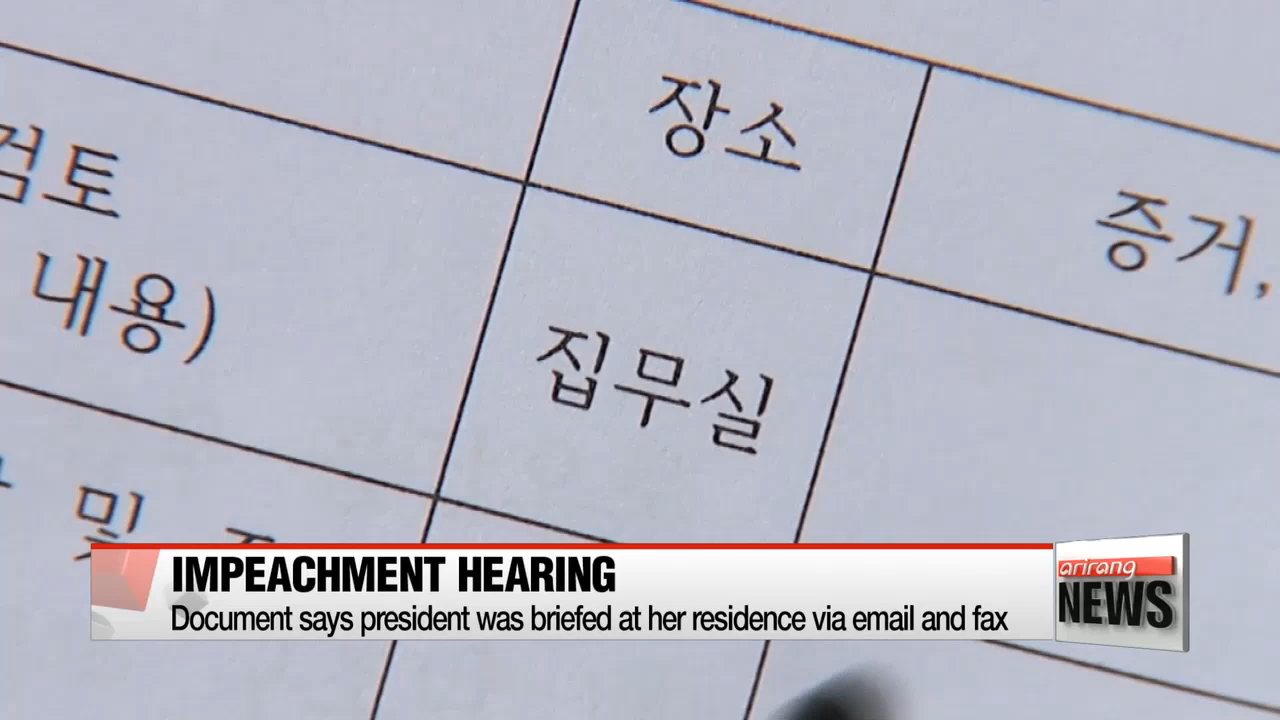 장소
검토
증거,
내용)
집무실
및
IMPEACHMENT HEARING
Document says president was briefed at her residence via email and fax
arirang
NEWS